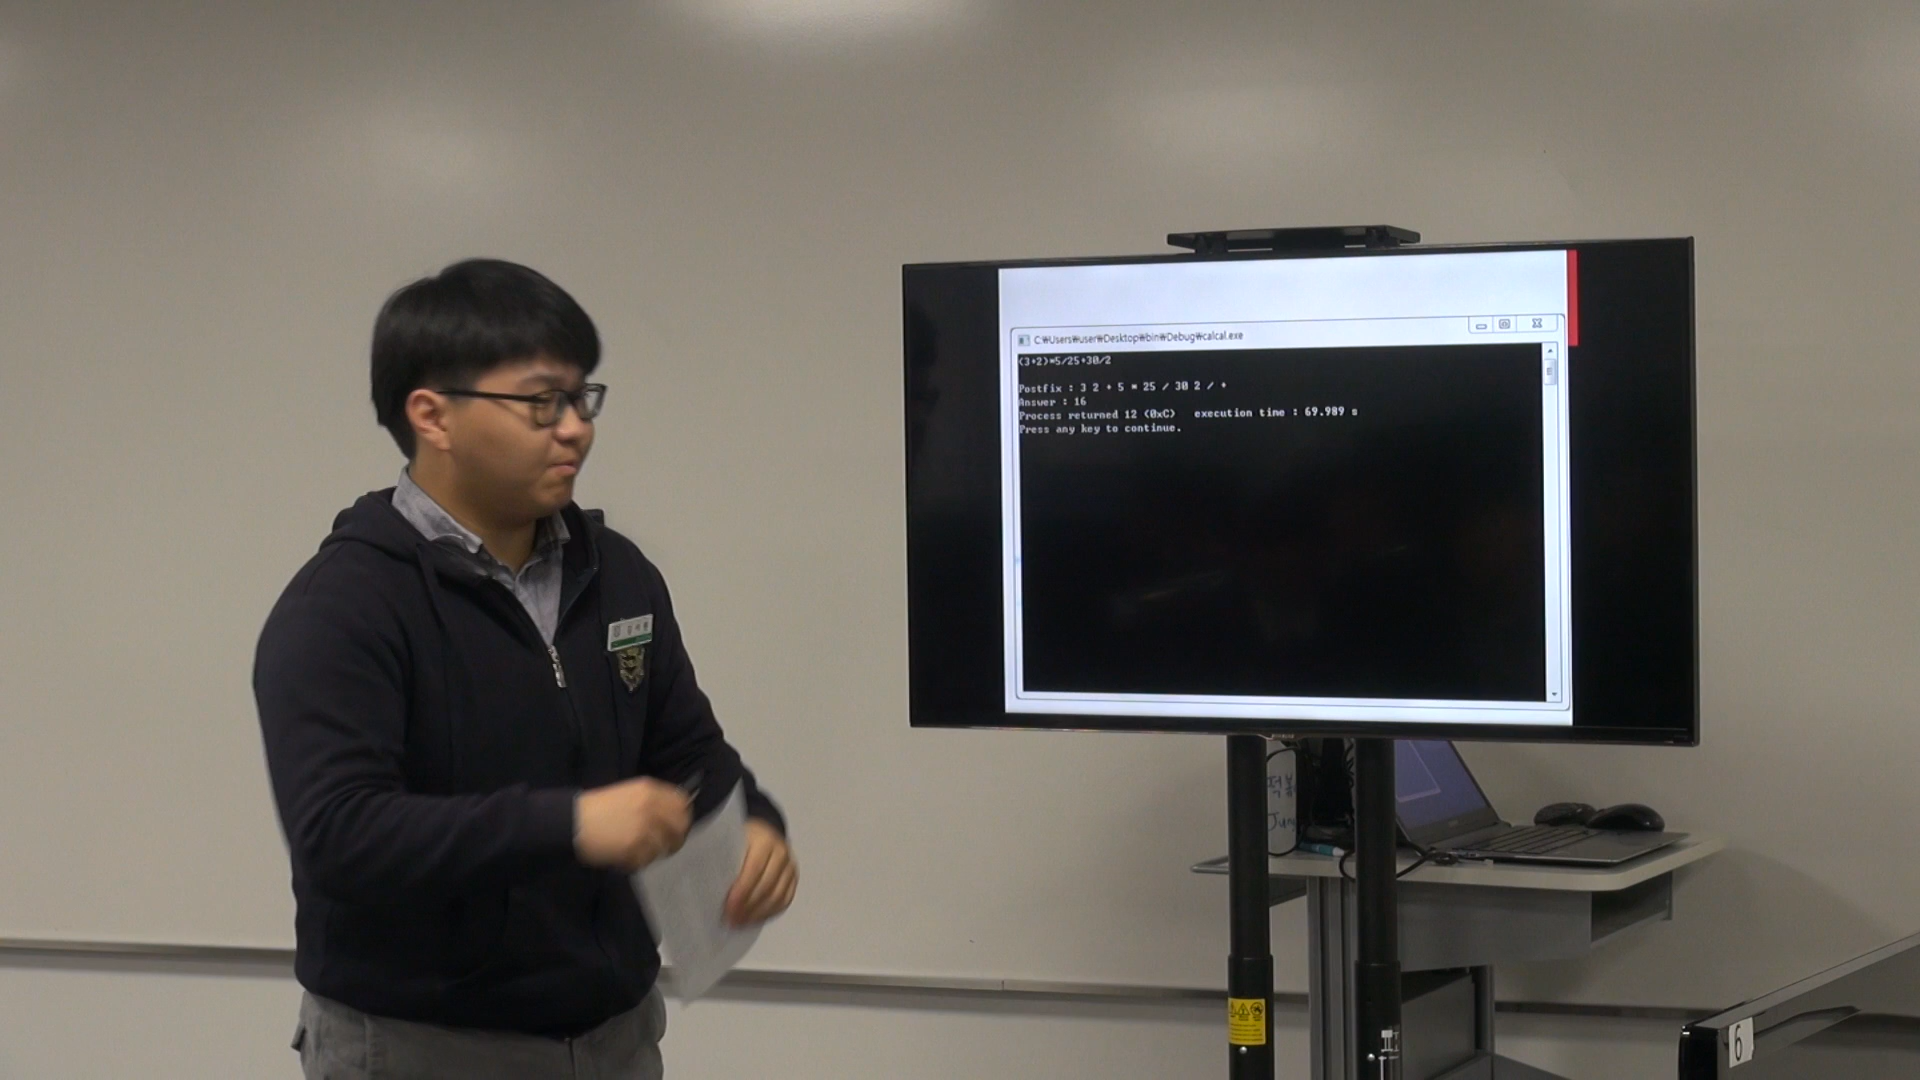 C:₩Users₩user₩Desktop₩bin₩Debug₩calcal.exe
(3+2)*5/25+30/2
Postfix : 3 2 + 5 * 25 / 30 2 / +
Answer : 16
Process returned 12 (0xC) execution time : 69.989 s
Press any key to continue.
6